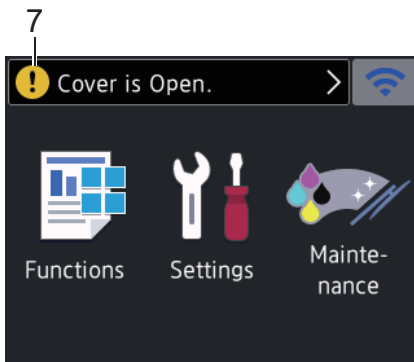 7
! Cover is Open. >
Functions
Settings
Mainte-
nance